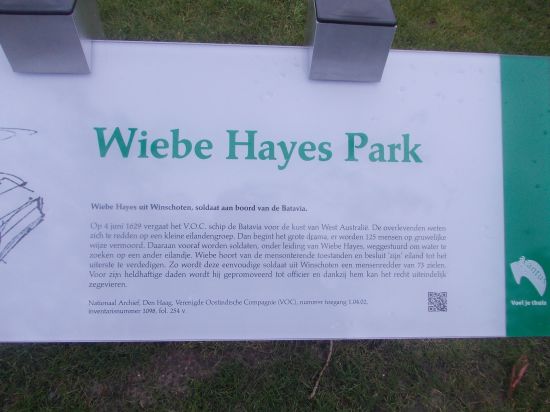 Wiebe Hayes Park
Wiebe Hayes uit Winschoten, soldaat aan boord van de Batavia.
Op 4 juni 1629 vergaat het V.O.C. schip de Batavia voor de kust van West Australië. De overlevenden weten
zich te redden op een kleine eilandengroep. Dan begint het grote drama, er worden 125 mensen op gruwelijke
wijze vermoord. Daaraan vooraf worden soldaten, onder leiding van Wiebe Hayes, weggestuurd om water te
zoeken op een ander eilandje. Wiebe hoort van de mensonterende toestanden en besluit 'zijn' eiland tot het
uiterste te verdedigen. Zo wordt deze eenvoudige soldaat uit Winschoten een mensenredder van 73 zielen.
Voor zijn heldhaftige daden wordt hij gepromoveerd tot officier en dankzij hem kan het recht uiteindelijk
zegevieren.
Nationaal Archief, Den Haag, Verenigde Oostindische Compagnie (VOC), nummer toegang 1.04.02,
inventarisnummer 1098, fol. 254 v.
Voel je thuis